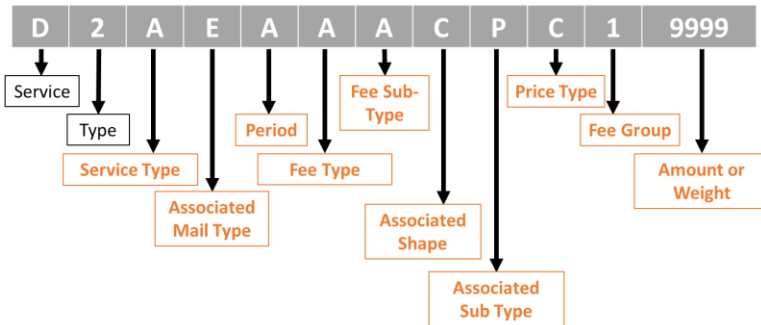 D 2 A E A A A C P C 1 9999
Service
Type
Service Type
Associated
Mail Type
Period
Fee Type
Fee Sub-
Type
Associated
Shape
Associated
Sub Type
Price Type
Fee Group
Amount or
Weight